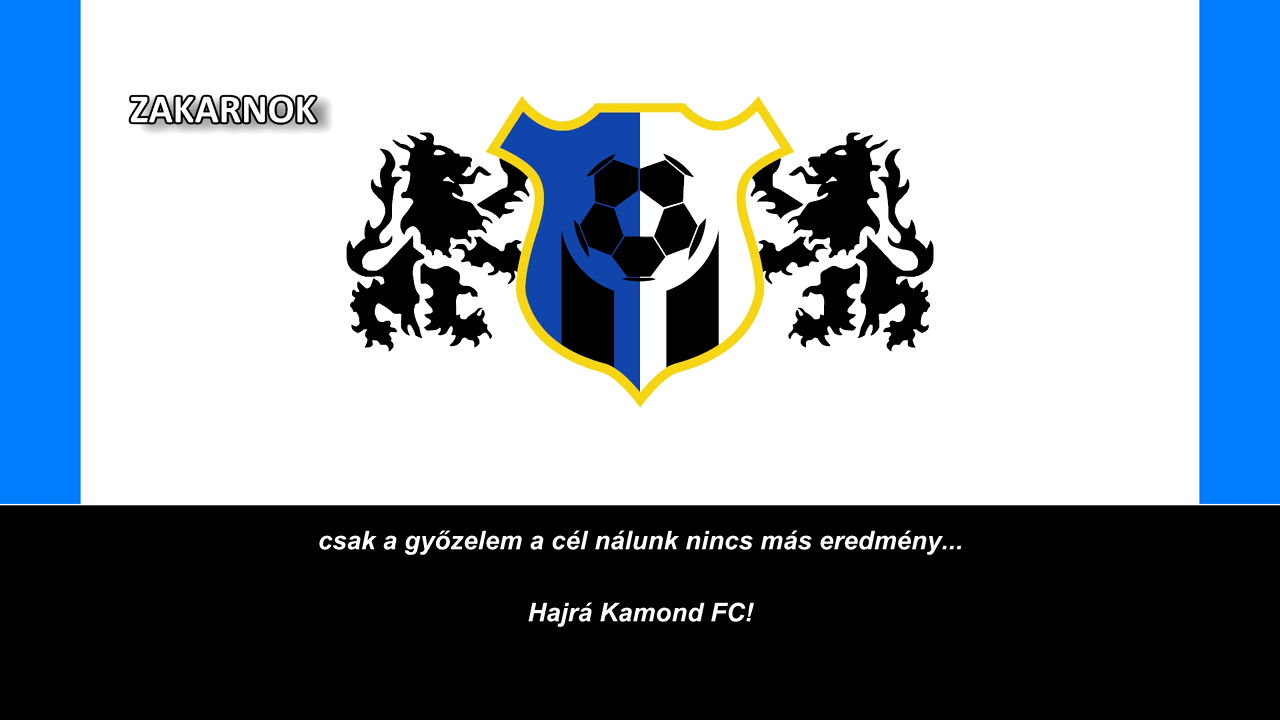 ZAKARNOK
csak a győzelem a cél nálunk nincs más eredmény...
Hajrá Kamond FC!